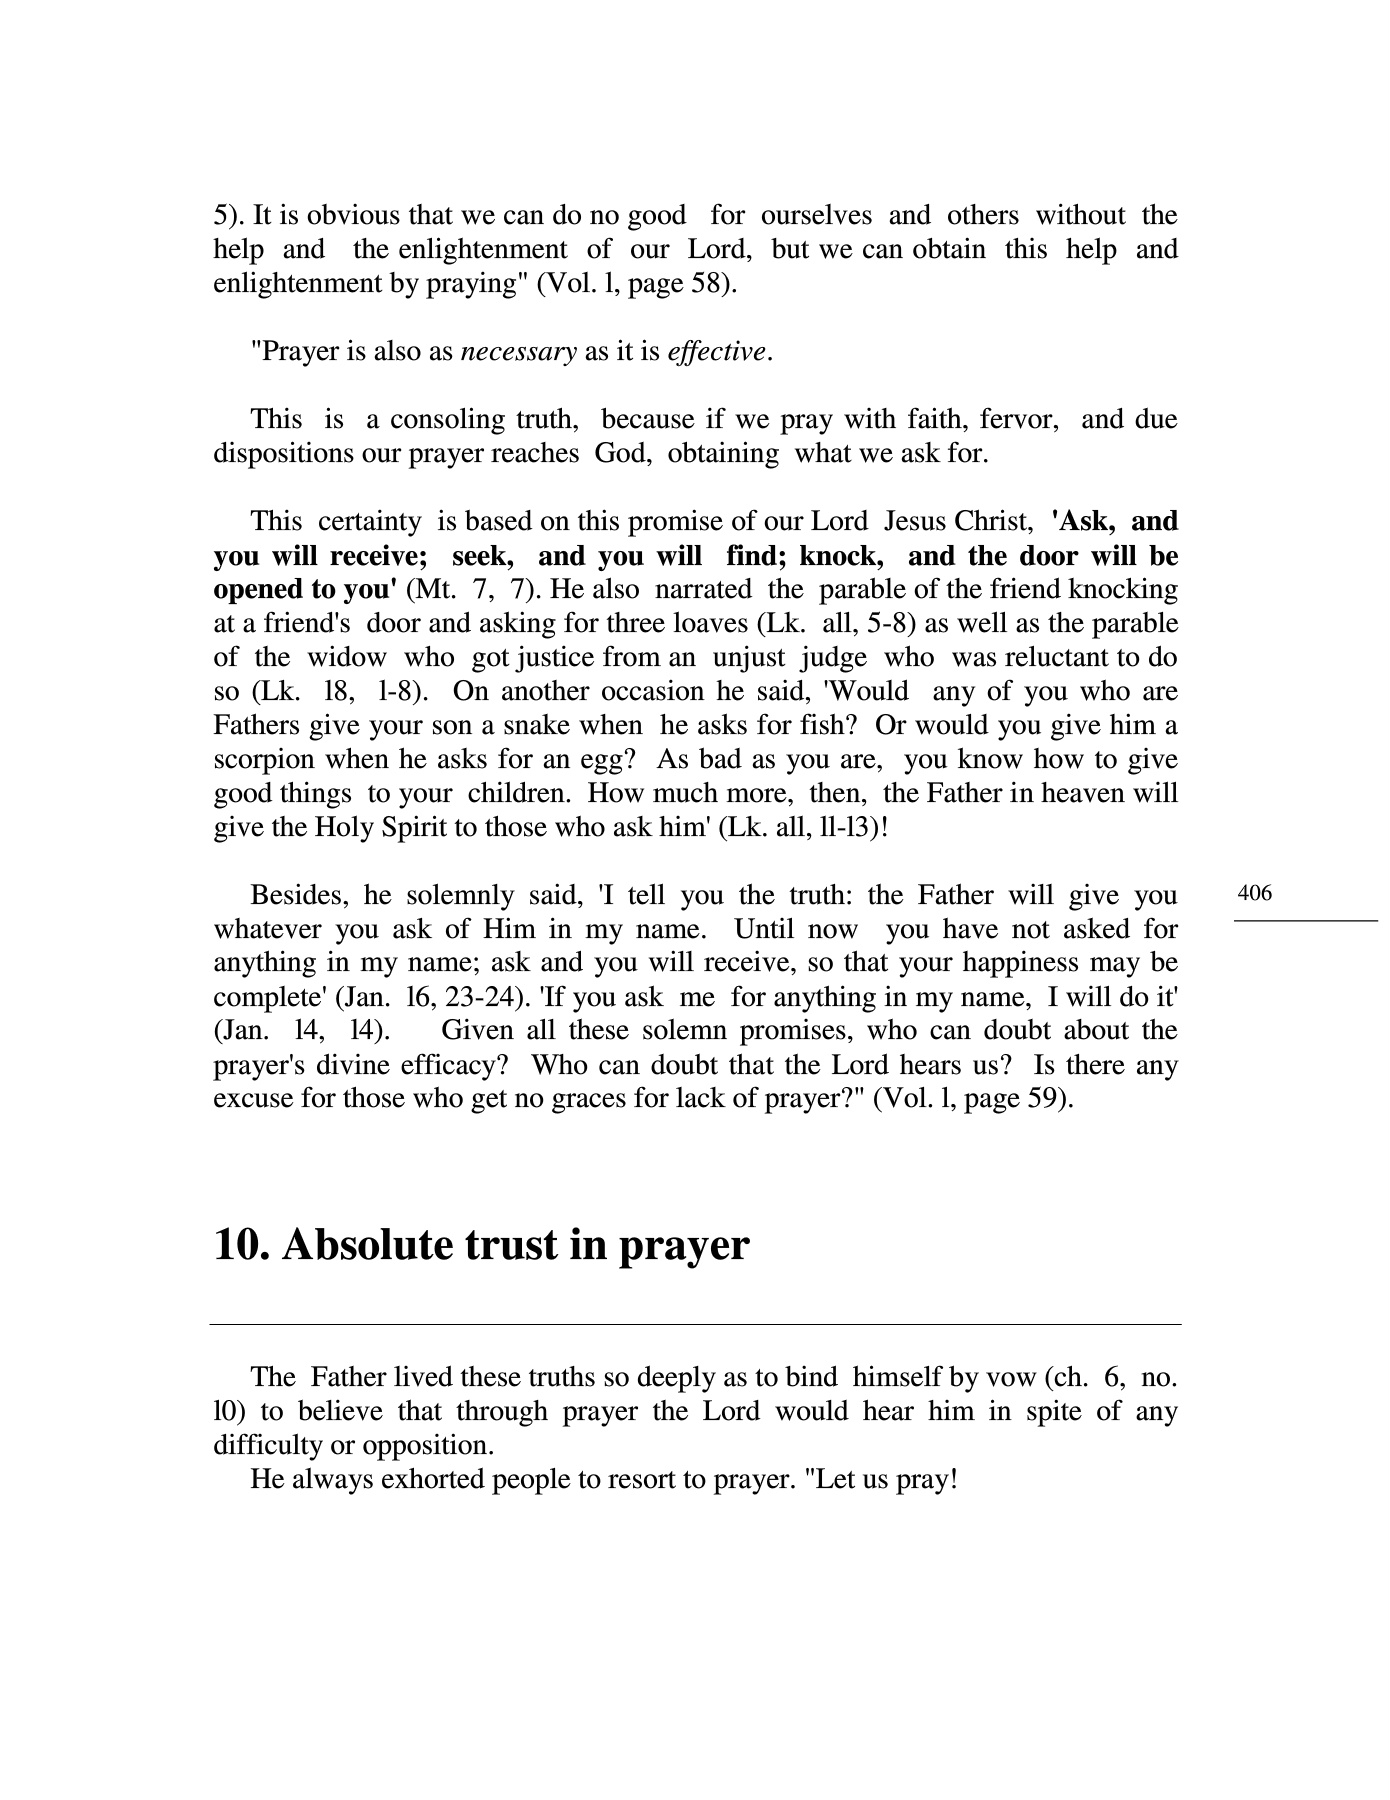 5). It is obvious that we can do no good for ourselves and others without the
help and the enlightenment of our Lord, but we can obtain this help and
enlightenment by praying" (Vol. l, page 58).
"Prayer is also as necessary as it is effective.
This is a consoling truth, because if we pray with faith, fervor, and due
dispositions our prayer reaches God, obtaining what we ask for.
This certainty is based on this promise of our Lord Jesus Christ, 'Ask, and
you will receive; seek, and you will find; knock, and the door will be
opened to you' (Mt. 7, 7). He also narrated the parable of the friend knocking
at a friend's door and asking for three loaves (Lk. all, 5-8) as well as the parable
of the widow who got justice from an unjust judge who was reluctant to do
so (Lk. l8, l-8). On another occasion he said, 'Would any of you who are
Fathers give your son a snake when he asks for fish? Or would you give him a
scorpion when he asks for an egg? As bad as you are, you know how to give
good things to your children. How much more, then, the Father in heaven will
give the Holy Spirit to those who ask him' (Lk. all, ll-l3)!
Besides, he solemnly said, 'I tell you the truth: the Father will give you
whatever you ask of Him in my name. Until now you have not asked for
anything in my name; ask and you will receive, so that your happiness may be
complete' (Jan. l6, 23-24). 'If you ask me for anything in my name, I will do it'
(Jan. l4, l4). Given all these solemn promises, who can doubt about the
prayer's divine efficacy? Who can doubt that the Lord hears us? Is there any
excuse for those who get no graces for lack of prayer?" (Vol. l, page 59).
406
10. Absolute trust in prayer
The Father lived these truths so deeply as to bind himself by vow (ch. 6, no.
l0) to believe that through prayer the Lord would hear him in spite of any
difficulty or opposition.
He always exhorted people to resort to prayer. "Let us pray!